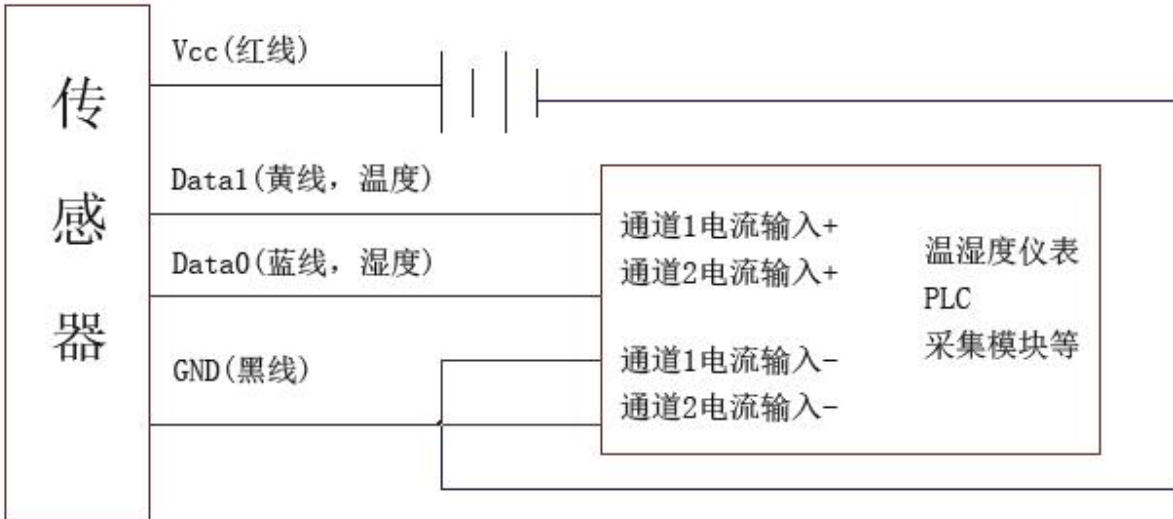 传感器
Vcc(红线)
Data1(黄线，温度)
Data0(蓝线，湿度)
GND(黑线)
通道1电流输入+
通道2电流输入+
通道1电流输入-
通道2电流输入-
温湿度仪表
PLC
采集模块等